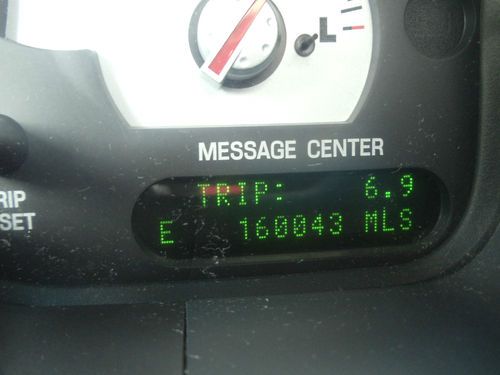 L
MESSAGE CENTER
TRIP: 6.9
E 160043 MLS
RIP
SET